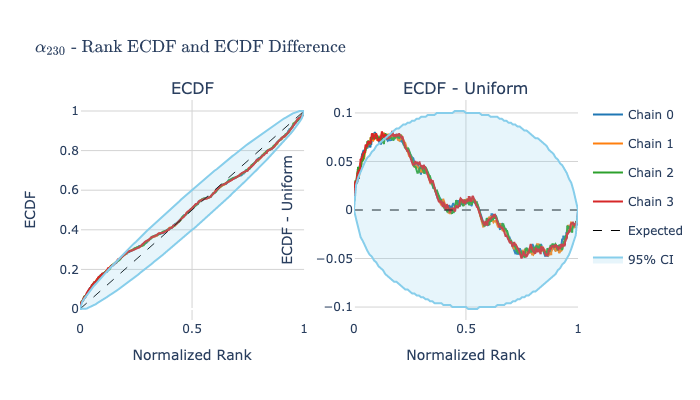 α230 - Rank ECDF and ECDF Difference
ECDF
ECDF - Uniform
1
0.8
0.6
0.4
0.2
0
0
0.5
1
ECDF
Normalized Rank
0.1
0.05
0
−0.05
−0.1
0
0.5
1
ECDF - Uniform
Normalized Rank
Chain 0
Chain 1
Chain 2
Chain 3
Expected
95% CI